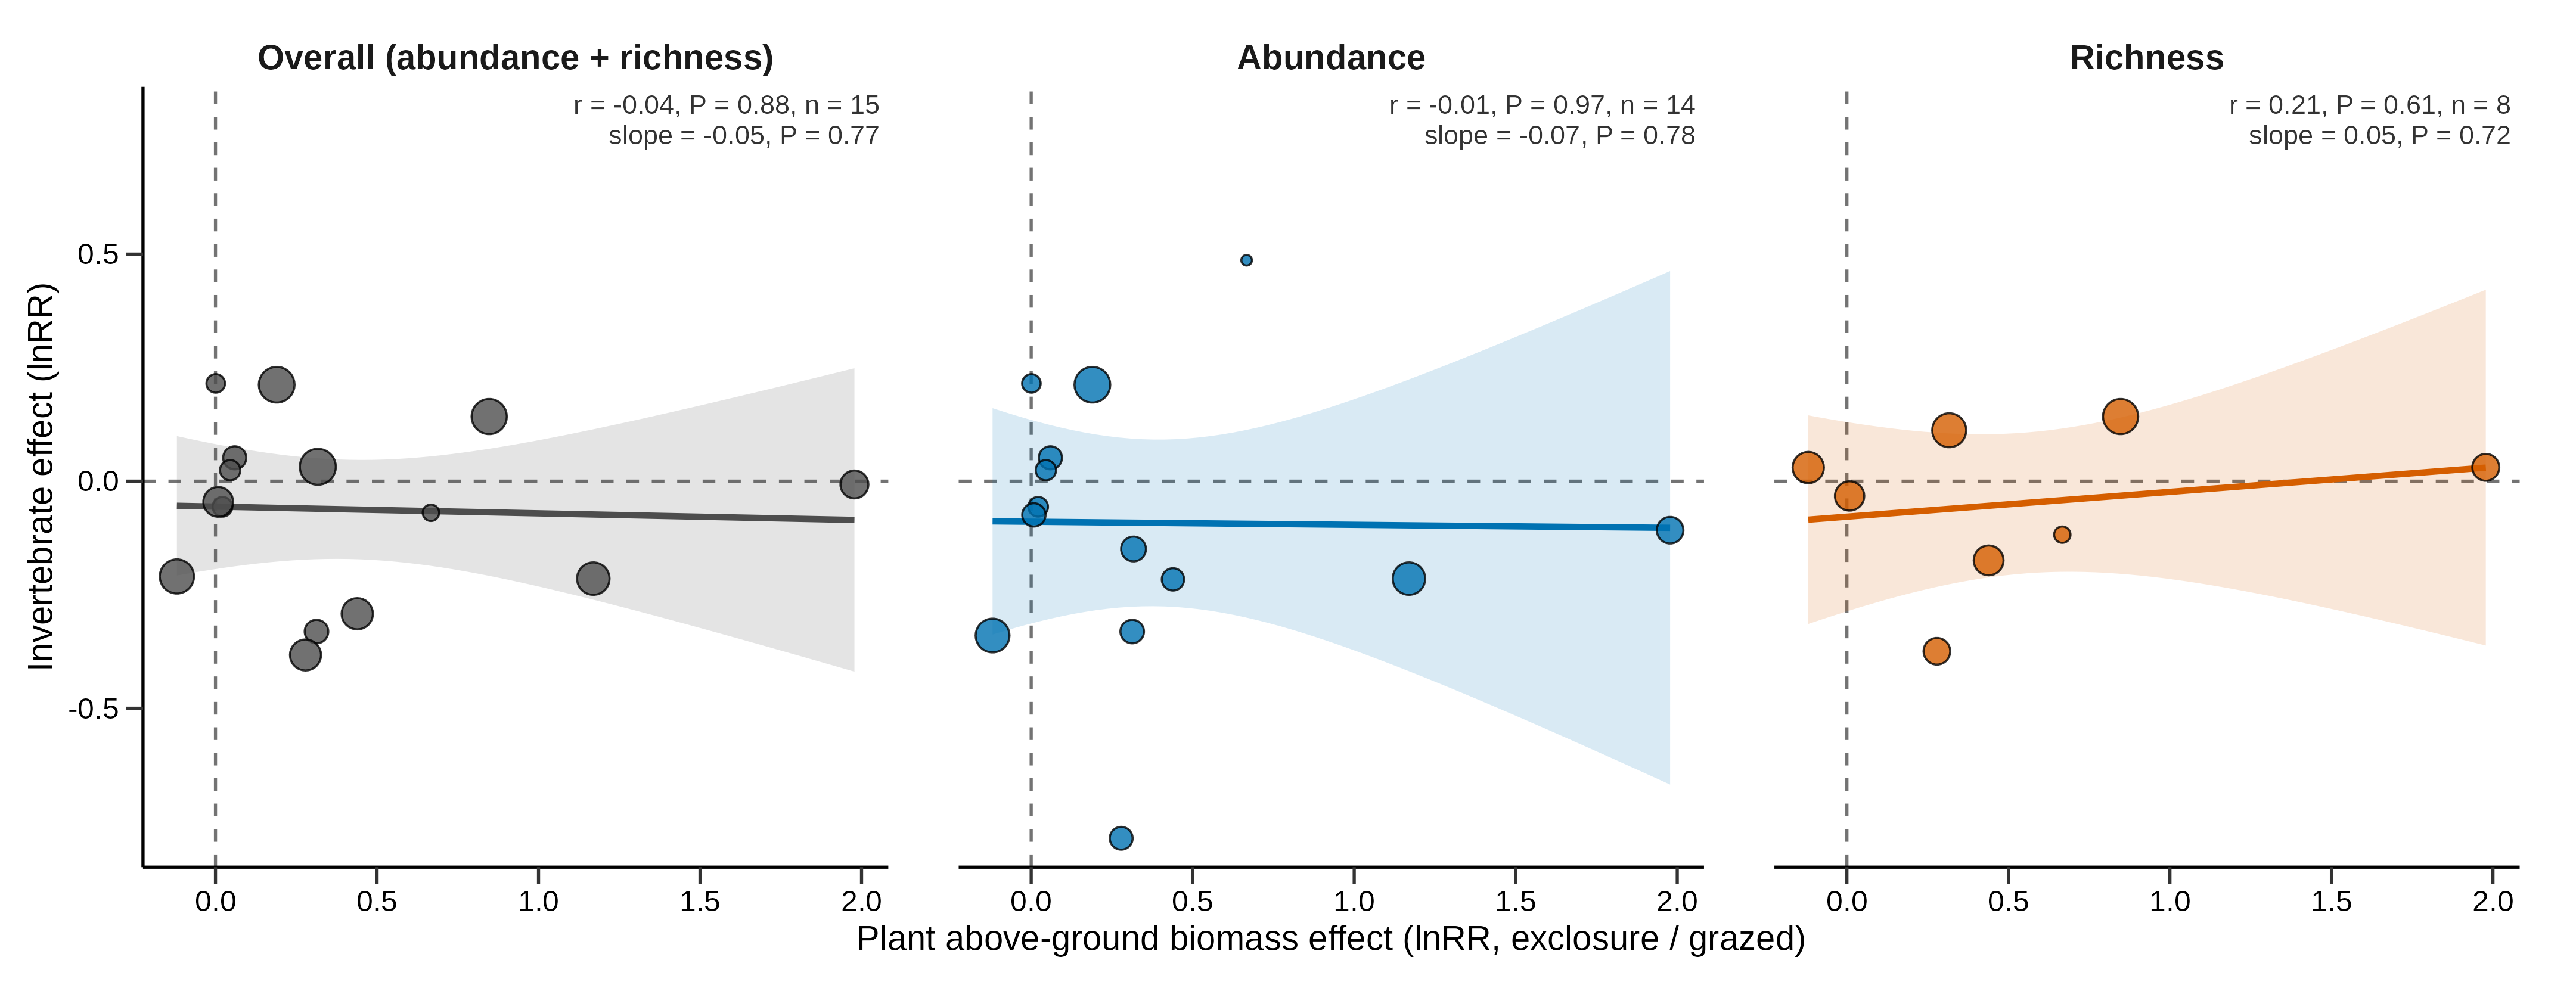 Overall (abundance + richness)
r = -0.04, P = 0.88, n = 15
slope = -0.05, P = 0.77
Abundance
r = -0.01, P = 0.97, n = 14
slope = -0.07, P = 0.78
Richness
r = 0.21, P = 0.61, n = 8
slope = 0.05, P = 0.72
Invertebrate effect (lnRR)
0.5
0.0
-0.5
0.0 0.5 1.0 1.5 2.0
0.0 0.5 1.0 1.5 2.0
0.0 0.5 1.0 1.5 2.0
Plant above-ground biomass effect (lnRR, exclosure / grazed)